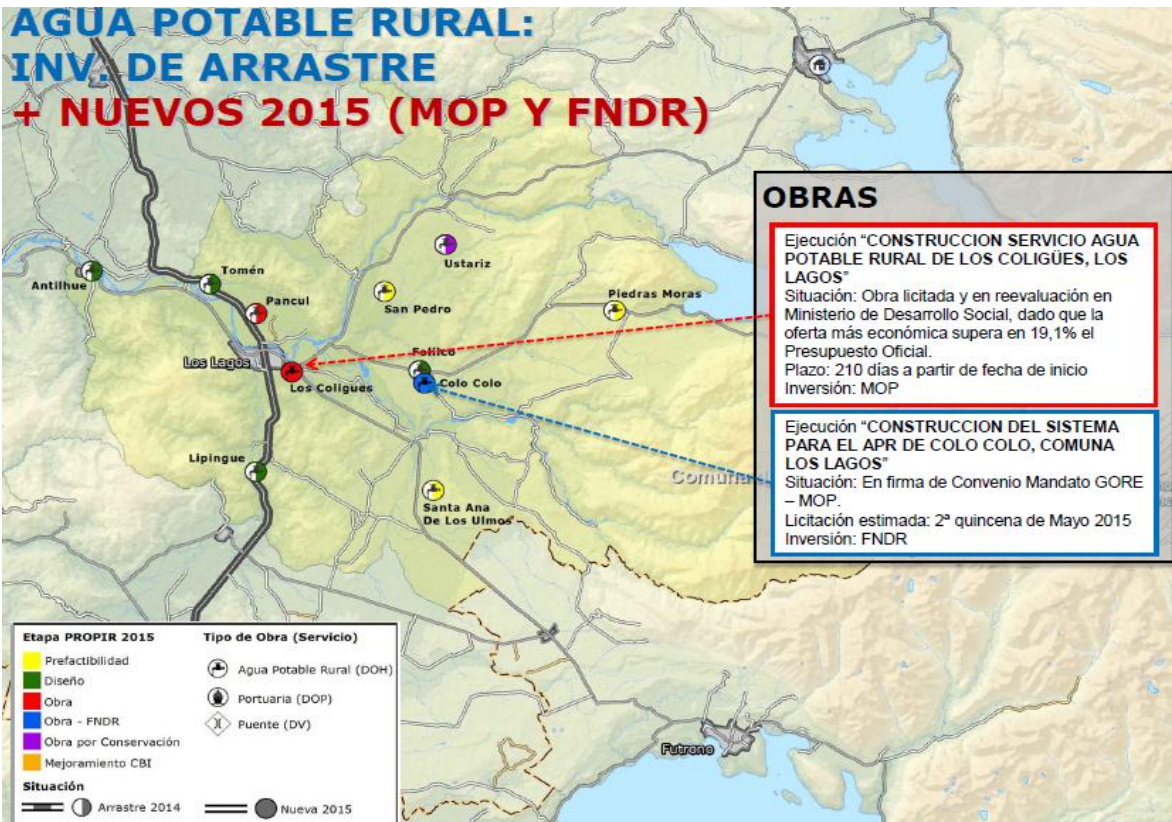 AGUA POTABLE RURAL:
INV. DE ARRASTRE
+ NUEVOS 2015 (MOP Y FNDR)
OBRAS
Ejecución “CONSTRUCCION SERVICIO AGUA
POTABLE RURAL DE LOS COLIGÜES, LOS
LAGOS”
Situación: Obra licitada y en reevaluación en
Ministerio de Desarrollo Social, dado que la
oferta más económica supera en 19,1% el
Presupuesto Oficial.
Plazo: 210 días a partir de fecha de inicio
Inversión: MOP
Ejecución “CONSTRUCCION DEL SISTEMA
PARA EL APR DE COLO COLO, COMUNA
LOS LAGOS”
Situación: En firma de Convenio Mandato GORE
– MOP.
Licitación estimada: 2ª quincena de Mayo 2015
Inversión: FNDR
Ustariz
Antilhue
Tomén
Pancul
San Pedro
Piedras Moras
Los Lagos
Folilco
Los Coligues
Colo Colo
Lipingue
Santa Ana
De Los Ulmos
Futrono
Etapa PROPIR 2015
Prefactibilidad
Diseño
Obra
Obra - FNDR
Obra por Conservación
Mejoramiento CBI
Situación
Arrastre 2014
Tipo de Obra (Servicio)
Agua Potable Rural (DOH)
Portuaria (DOP)
Puente (DV)
Nueva 2015